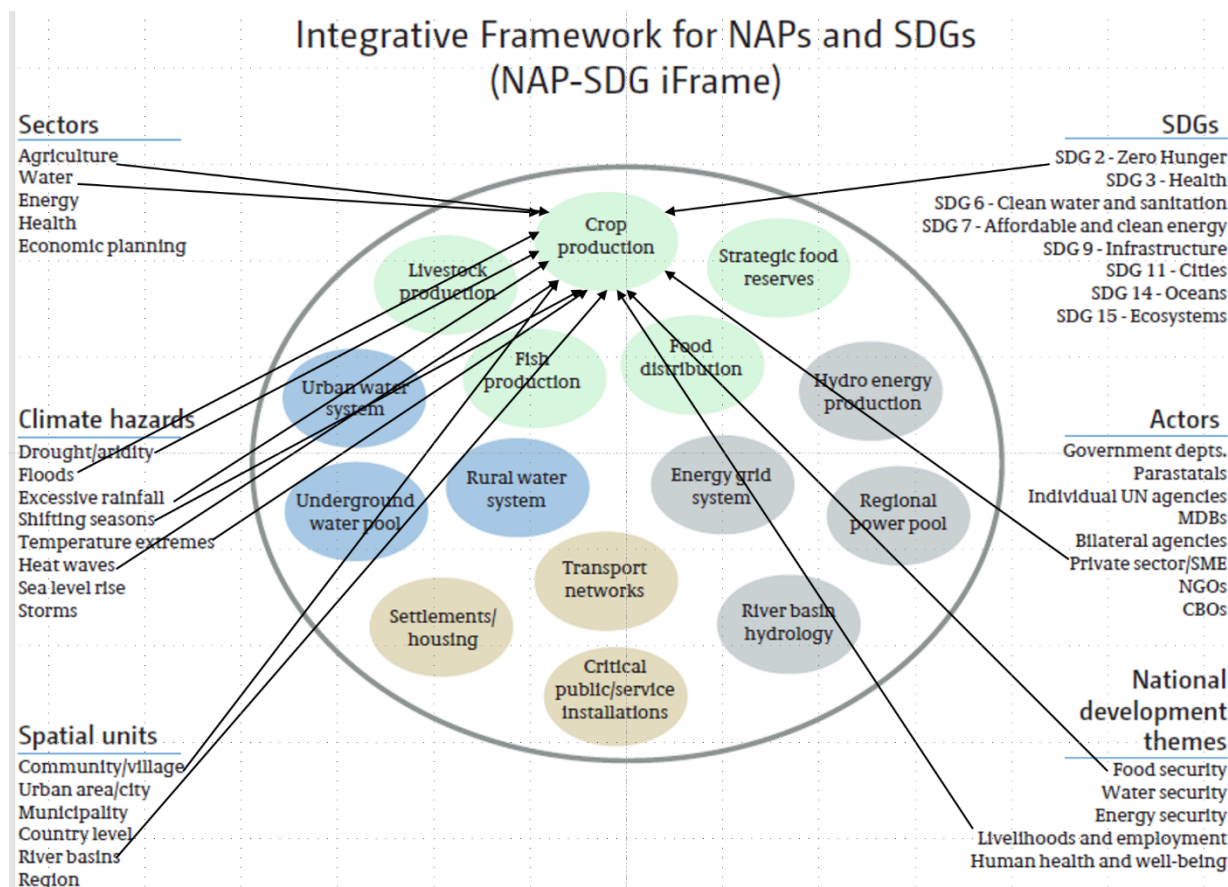 Integrative Framework for NAPs and SDGs
(NAP-SDG iFrame)
Sectors
Agriculture
Water
Energy
Health
Economic planning
SDGs
SDG 2 - Zero Hunger
SDG 3 - Health
SDG 6 - Clean water and sanitation
SDG 7 - Affordable and clean energy
SDG 9 - Infrastructure
SDG 11 - Cities
SDG 14 - Oceans
SDG 15 - Ecosystems
Crop
production
Livestock
production
Strategic food
reserves
Fish
production
Food
distribution
Urban water
system
Hydro energy
production
Underground
water pool
Rural water
system
Energy grid
system
Regional
power pool
Transport
networks
Settlements/
housing
River basin
hydrology
Critical
public/service
installations
Climate hazards
Drought/aridity
Floods
Excessive rainfall
Shifting seasons
Temperature extremes
Heat waves
Sea level rise
Storms
Actors
Government depts.
Parastatals
Individual UN agencies
MDBs
Bilateral agencies
Private sector/SME
NGOs
CBOs
Spatial units
Community/village
Urban area/city
Municipality
Country level
River basins
Region
National
development
themes
Food security
Water security
Energy security
Livelihoods and employment
Human health and well-being